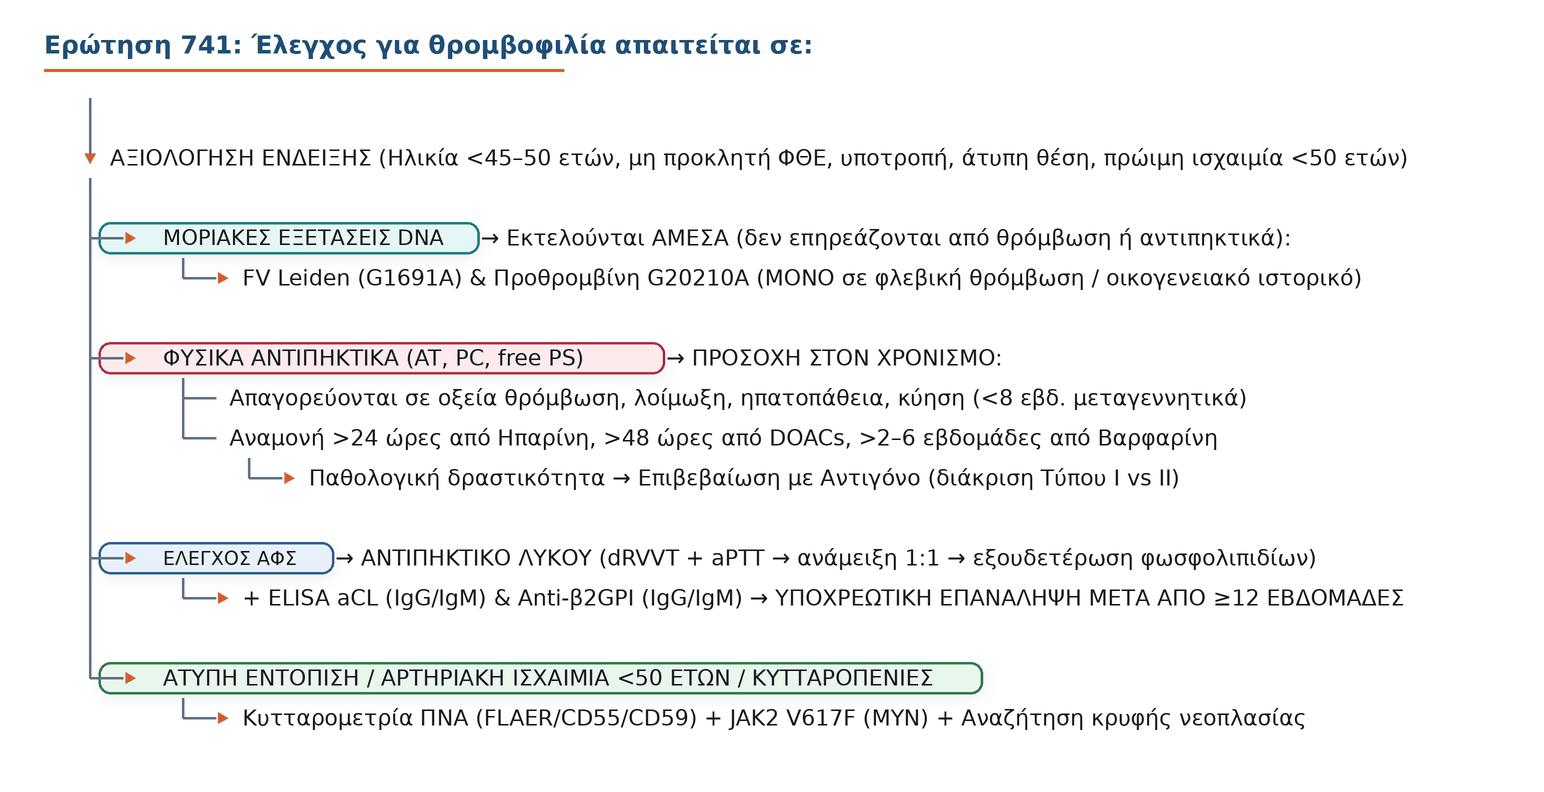 Ερώτηση 741: Έλεγχος για θρομβοφιλία απαιτείται σε:
ΑΞΙΟΛΟΓΗΣΗ ΕΝΔΕΙΞΗΣ (Ηλικία <45–50 ετών, μη προκλητή ΦΘΕ, υποτροπή, άτυπη θέση, πρώιμη ισχαιμία <50 ετών)
ΜΟΡΙΑΚΕΣ ΕΞΕΤΑΣΕΙΣ DNA → Εκτελούνται ΑΜΕΣΑ (δεν επηρεάζονται από θρόμβωση ή αντιπηκτικά):
FV Leiden (G1691A) & Προθρομβίνη G20210A (ΜΟΝΟ σε φλεβική θρόμβωση / οικογενειακό ιστορικό)
ΦΥΣΙΚΑ ΑΝΤΙΠΗΚΤΙΚΑ (AT, PC, free PS) → ΠΡΟΣΟΧΗ ΣΤΟΝ ΧΡΟΝΙΣΜΟ:
Απαγορεύονται σε οξεία θρόμβωση, λοίμωξη, ηπατοπάθεια, κύηση (<8 εβδ. μεταγεννητικά)
Αναμονή >24 ώρες από Ηπαρίνη, >48 ώρες από DOACs, >2–6 εβδομάδες από Βαρφαρίνη
Παθολογική δραστικότητα → Επιβεβαίωση με Αντιγόνο (διάκριση Τύπου I vs II)
ΕΛΕΓΧΟΣ ΑΦΣ → ΑΝΤΙΠΗΚΤΙΚΟ ΛΥΚΟΥ (dRVVT + aPTT → ανάμειξη 1:1 → εξουδετέρωση φωσφολιπιδίων)
+ ELISA aCL (IgG/IgM) & Anti-β2GPI (IgG/IgM) → ΥΠΟΧΡΕΩΤΙΚΗ ΕΠΑΝΑΛΗΨΗ ΜΕΤΑ ΑΠΟ ≥12 ΕΒΔΟΜΑΔΕΣ
ΑΤΥΠΗ ΕΝΤΟΠΙΣΗ / ΑΡΤΗΡΙΑΚΗ ΙΣΧΑΙΜΙΑ <50 ΕΤΩΝ / ΚΥΤΤΑΡΟΠΕΝΙΕΣ
Κυτταρομετρία ΠΝΑ (FLAER/CD55/CD59) + JAK2 V617F (ΜΥΝ) + Αναζήτηση κρυφής νεοπλασίας